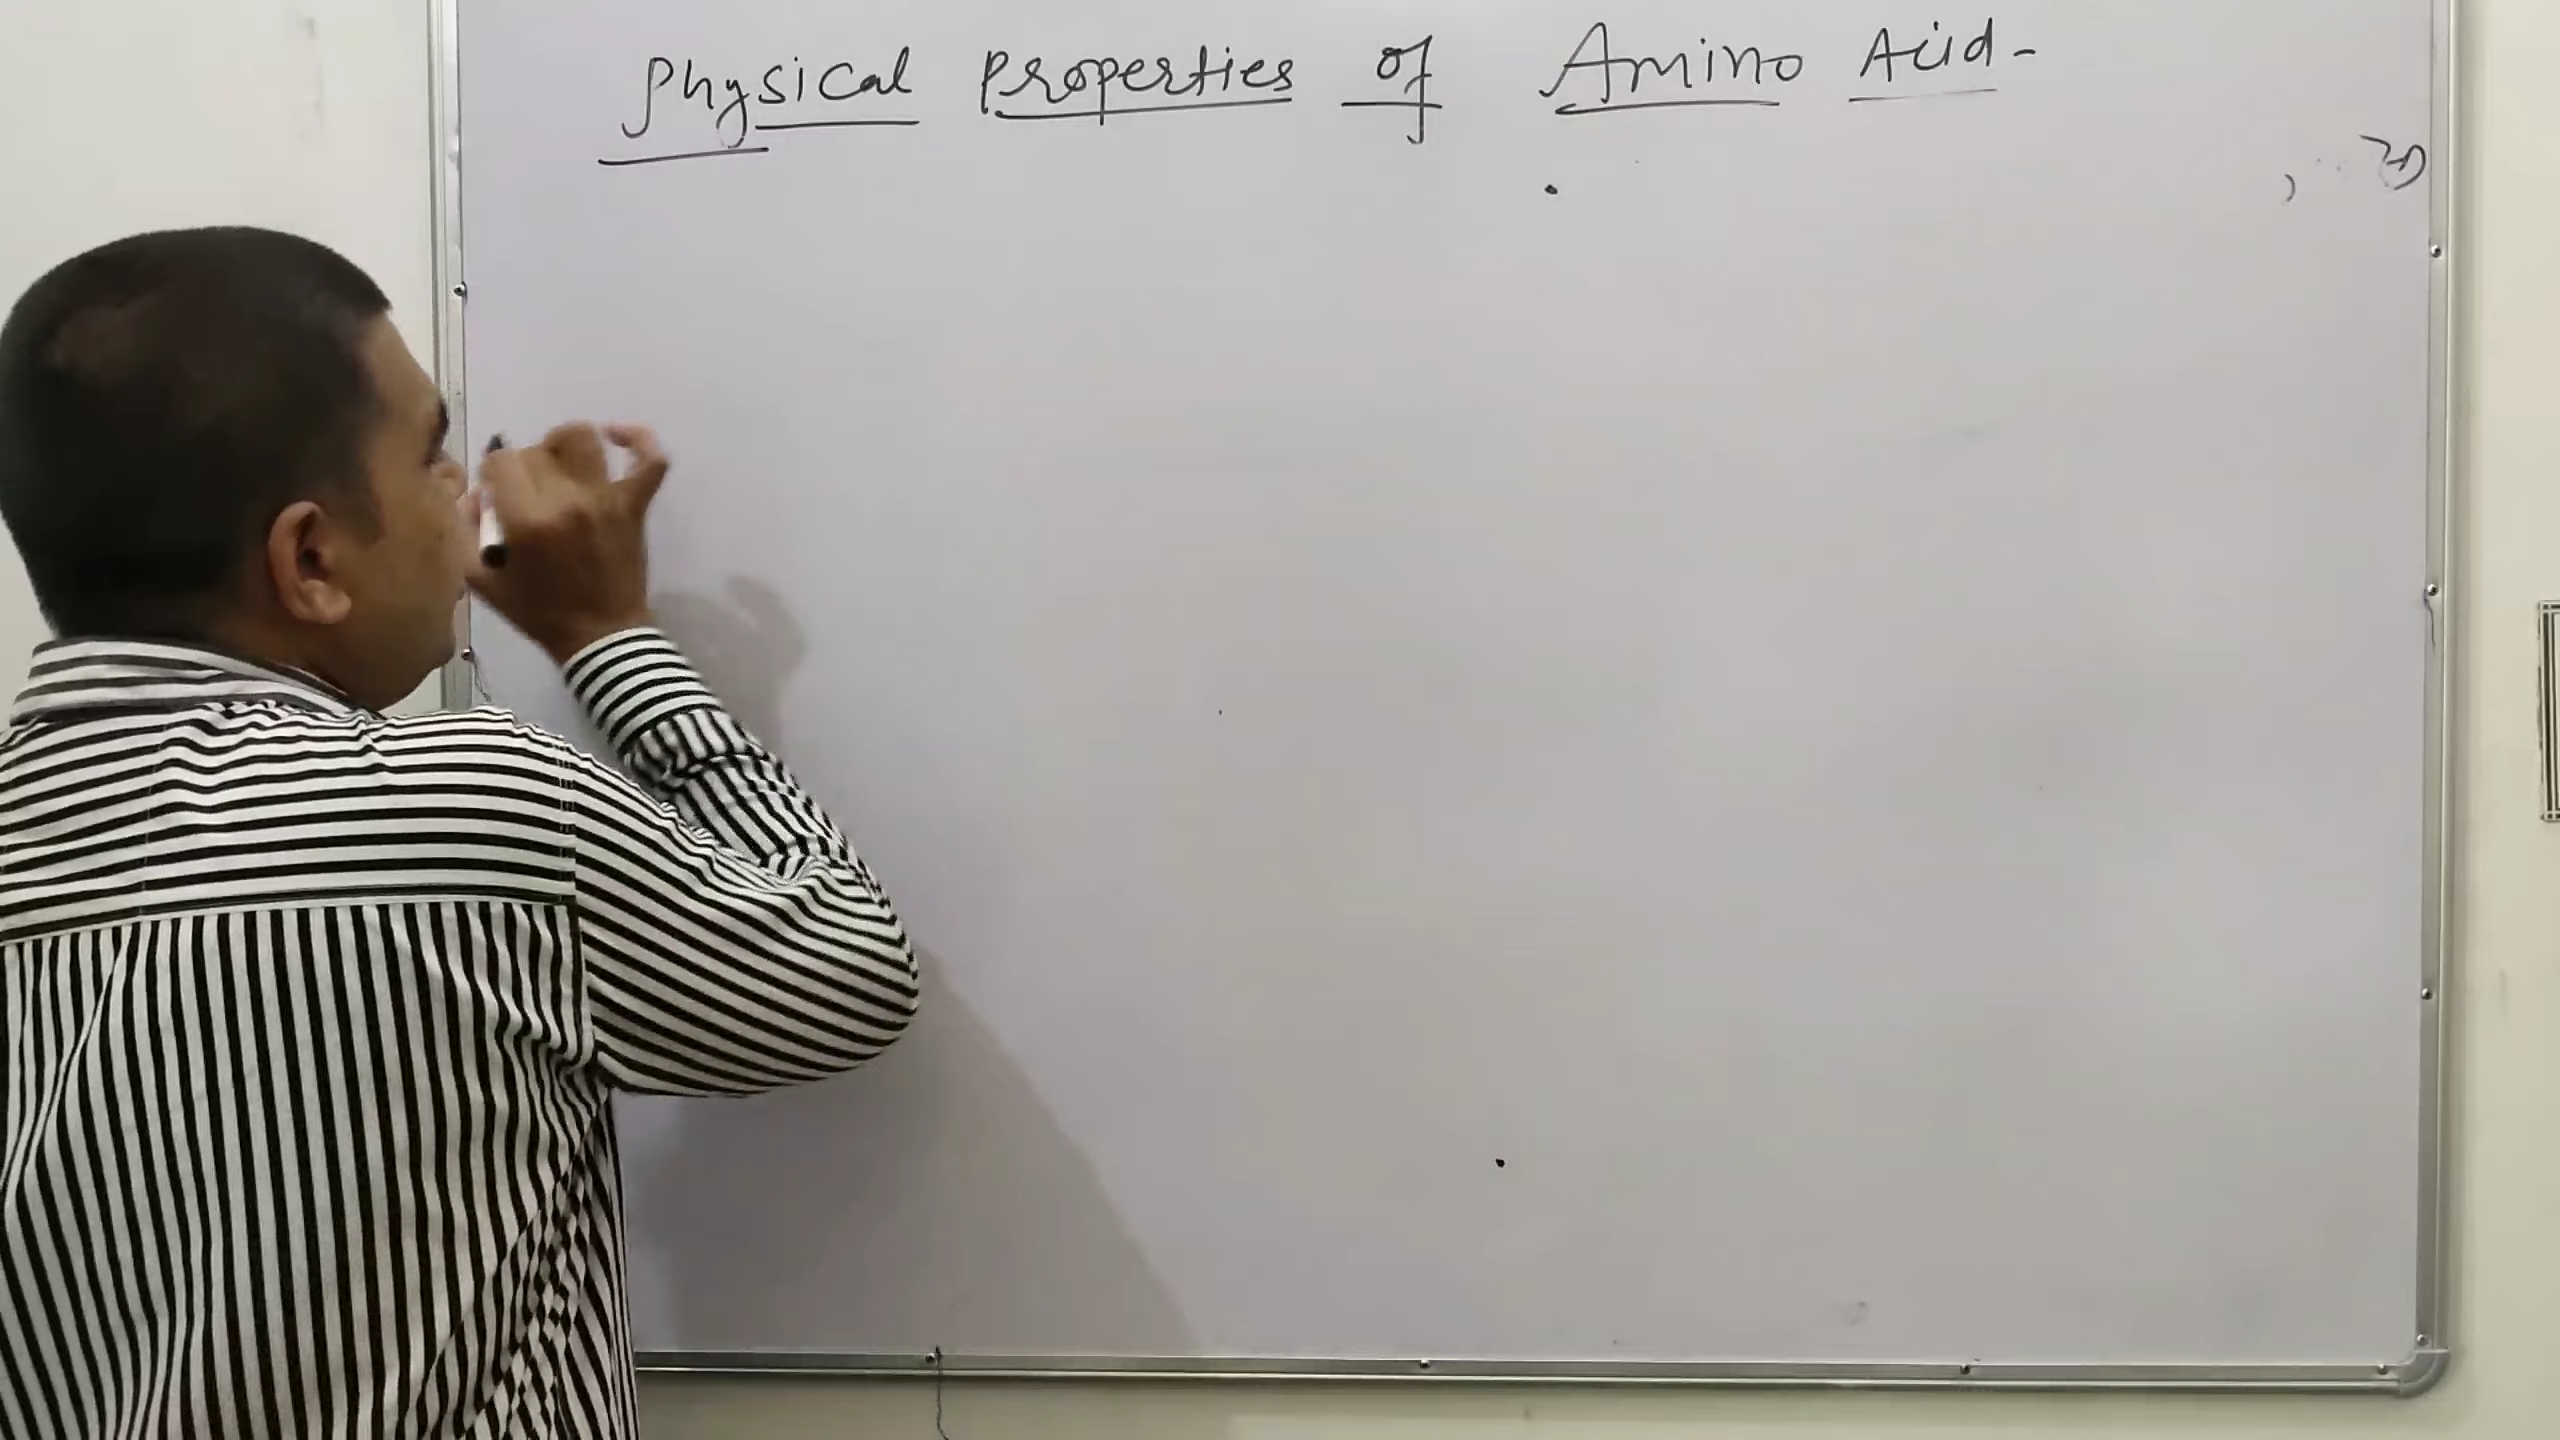 Physical Properties of Amino Acid-